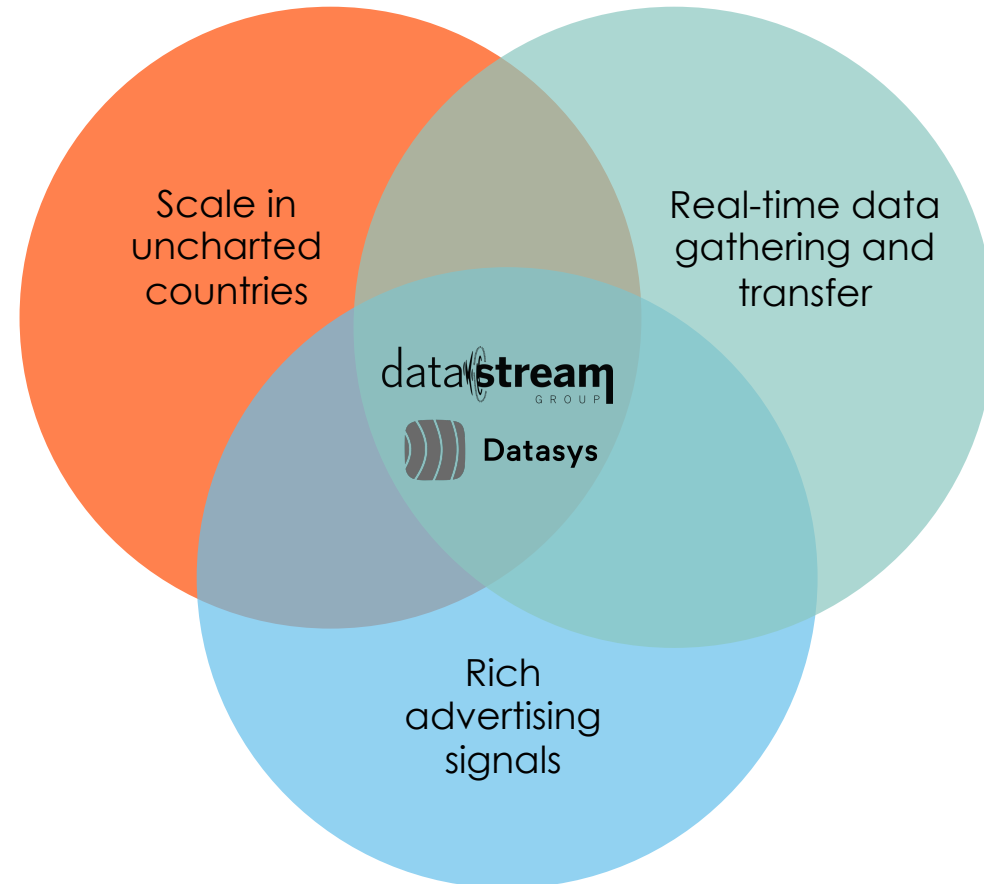 Scale in
uncharted
countries
Real-time data
gathering and
transfer
datastream
GROUP
Datasys
Rich
advertising
signals